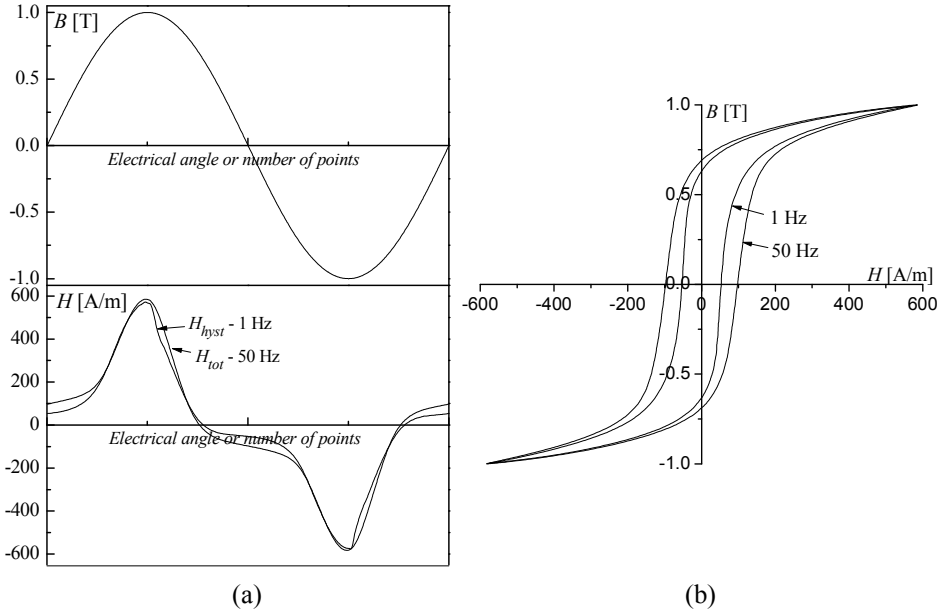 1.0
B [T]
0.5
0.0
Electrical angle or number of points
-0.5
-1.0
600
H [A/m]
H_hyst - 1 Hz
400
H_tot - 50 Hz
200
0
Electrical angle or number of points
-200
-400
-600
(a)
1.0
B [T]
0.5
1 Hz
50 Hz
H [A/m]
0.0
-600 -400 -200 0 200 400 600
-0.5
-1.0
(b)